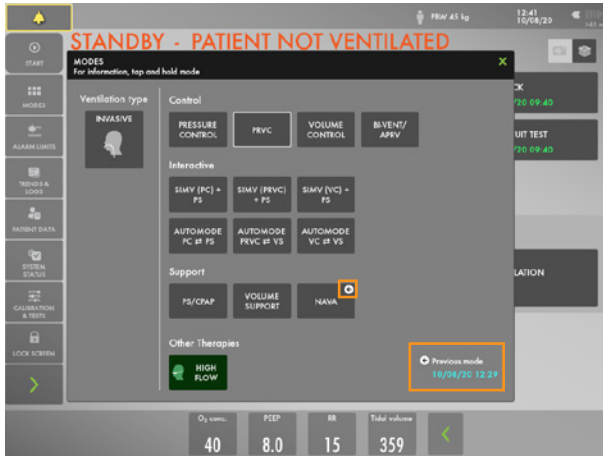 PBW 45 kg
12:41
10/08/20
STANDBY - PATIENT NOT VENTILATED
START
MODES
ALARM LIMITS
TRENDS &
LOGS
PATIENT DATA
SYSTEM
STATUS
CALIBRATION
& TESTS
LOCK SCREEN
MODES
For information, tap and hold mode
X
Ventilation type
INVASIVE
Control
PRESSURE
CONTROL
PRVC
VOLUME
CONTROL
BI-VENT/
APRV
Interactive
SIMV (PC) +
PS
SIMV (PRVC)
+ PS
SIMV (VC) +
PS
AUTOMODE
PC ⇄ PS
AUTOMODE
PRVC ⇄ VS
AUTOMODE
VC ⇄ VS
Support
PS/CPAP
VOLUME
SUPPORT
NAVA
Other Therapies
HIGH
FLOW
Previous mode
10/08/20 12:29
CK
/20 09:40
UIT TEST
/20 09:40
LATION
O2 conc.
40
PEEP
8.0
RR
15
Tidal volume
359